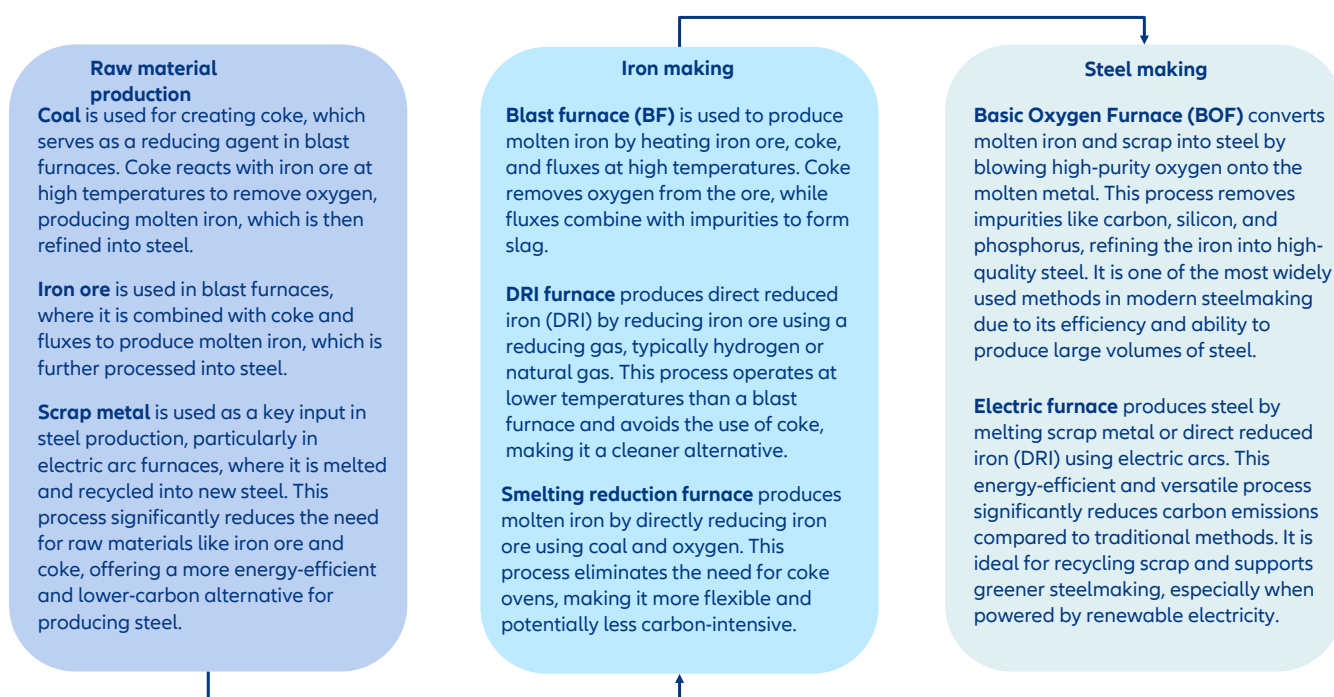 Raw material
production
Coal is used for creating coke, which
serves as a reducing agent in blast
furnaces. Coke reacts with iron ore at
high temperatures to remove oxygen,
producing molten iron, which is then
refined into steel.
Iron ore is used in blast furnaces,
where it is combined with coke and
fluxes to produce molten iron, which is
further processed into steel.
Scrap metal is used as a key input in
steel production, particularly in
electric arc furnaces, where it is melted
and recycled into new steel. This
process significantly reduces the need
for raw materials like iron ore and
coke, offering a more energy-efficient
and lower-carbon alternative for
producing steel.
Iron making
Blast furnace (BF) is used to produce
molten iron by heating iron ore, coke,
and fluxes at high temperatures. Coke
removes oxygen from the ore, while
fluxes combine with impurities to form
slag.
DRI furnace produces direct reduced
iron (DRI) by reducing iron ore using a
reducing gas, typically hydrogen or
natural gas. This process operates at
lower temperatures than a blast
furnace and avoids the use of coke,
making it a cleaner alternative.
Smelting reduction furnace produces
molten iron by directly reducing iron
ore using coal and oxygen. This
process eliminates the need for coke
ovens, making it more flexible and
potentially less carbon-intensive.
Steel making
Basic Oxygen Furnace (BOF) converts
molten iron and scrap into steel by
blowing high-purity oxygen onto the
molten metal. This process removes
impurities like carbon, silicon, and
phosphorus, refining the iron into high-
quality steel. It is one of the most widely
used methods in modern steelmaking
due to its efficiency and ability to
produce large volumes of steel.
Electric furnace produces steel by
melting scrap metal or direct reduced
iron (DRI) using electric arcs. This
energy-efficient and versatile process
significantly reduces carbon emissions
compared to traditional methods. It is
ideal for recycling scrap and supports
greener steelmaking, especially when
powered by renewable electricity.